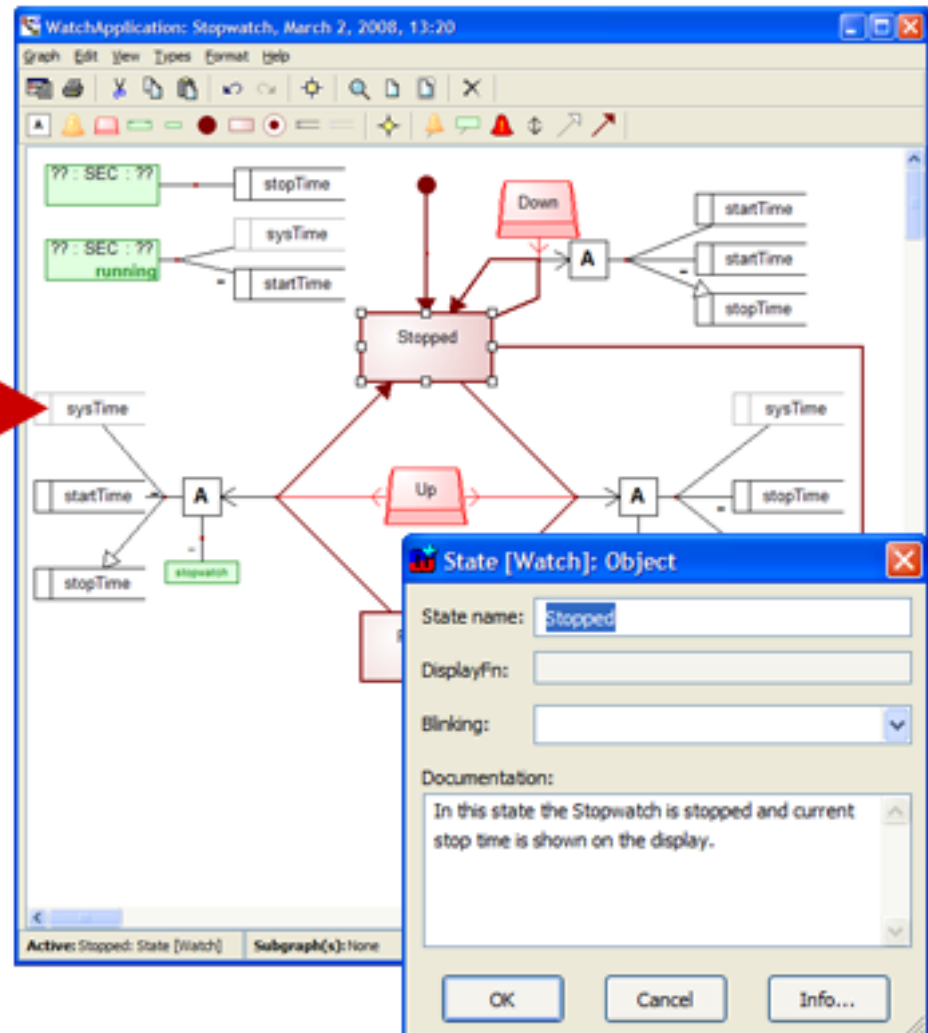 WatchApplication: Stopwatch, March 2, 2008, 13:20
Graph Edit View Types Format Help
A
?? : SEC : ??
stopTime
Down
startTime
sysTime
?? : SEC : ??
running
A
startTime
startTime
stopTime
Stopped
sysTime
sysTime
startTime
A
Up
A
stopTime
stopTime
stopwatch
State [Watch]: Object
State name: Stopped
DisplayFn:
Blinking:
Documentation:
In this state the Stopwatch is stopped and current
stop time is shown on the display.
Active: Stopped: State [Watch] Subgraph(s): None
OK Cancel Info...